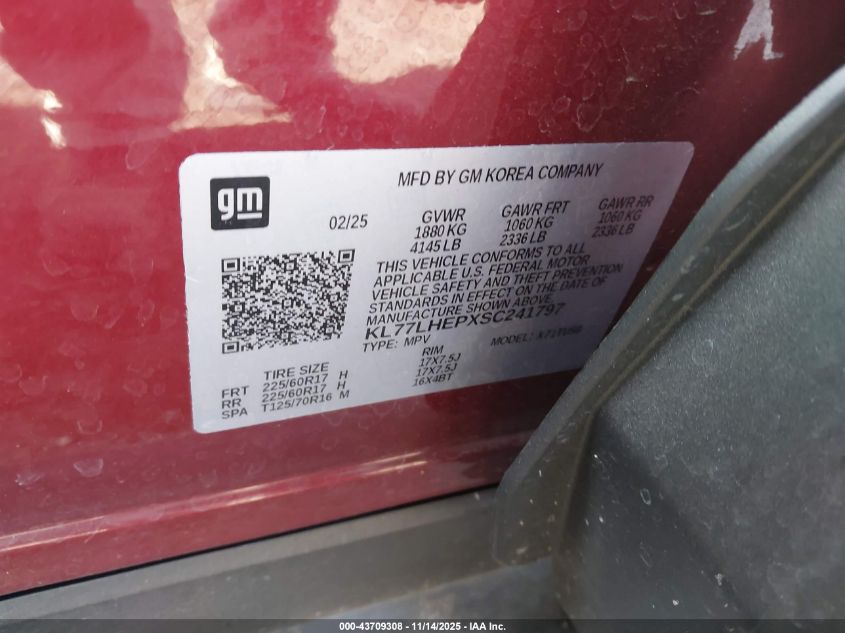 gm
MFD BY GM KOREA COMPANY
02/25
GVWR
1880 KG
4145 LB
GAWR FRT
1060 KG
2336 LB
GAWR RR
1060 KG
2336 LB
THIS VEHICLE CONFORMS TO ALL
APPLICABLE U.S. FEDERAL MOTOR
VEHICLE SAFETY AND THEFT PREVENTION
STANDARDS IN EFFECT ON THE DATE OF
MANUFACTURE SHOWN ABOVE.
KL77LHEPXSC241797
TYPE: MPV
MODEL:
TIRE SIZE
RIM
FRT 225/60R17 H 17X7.5J
RR 225/60R17 H 17X7.5J
SPA T125/70R16 M 16X4BT
000-43709308 - 11/14/2025 - IAA Inc.